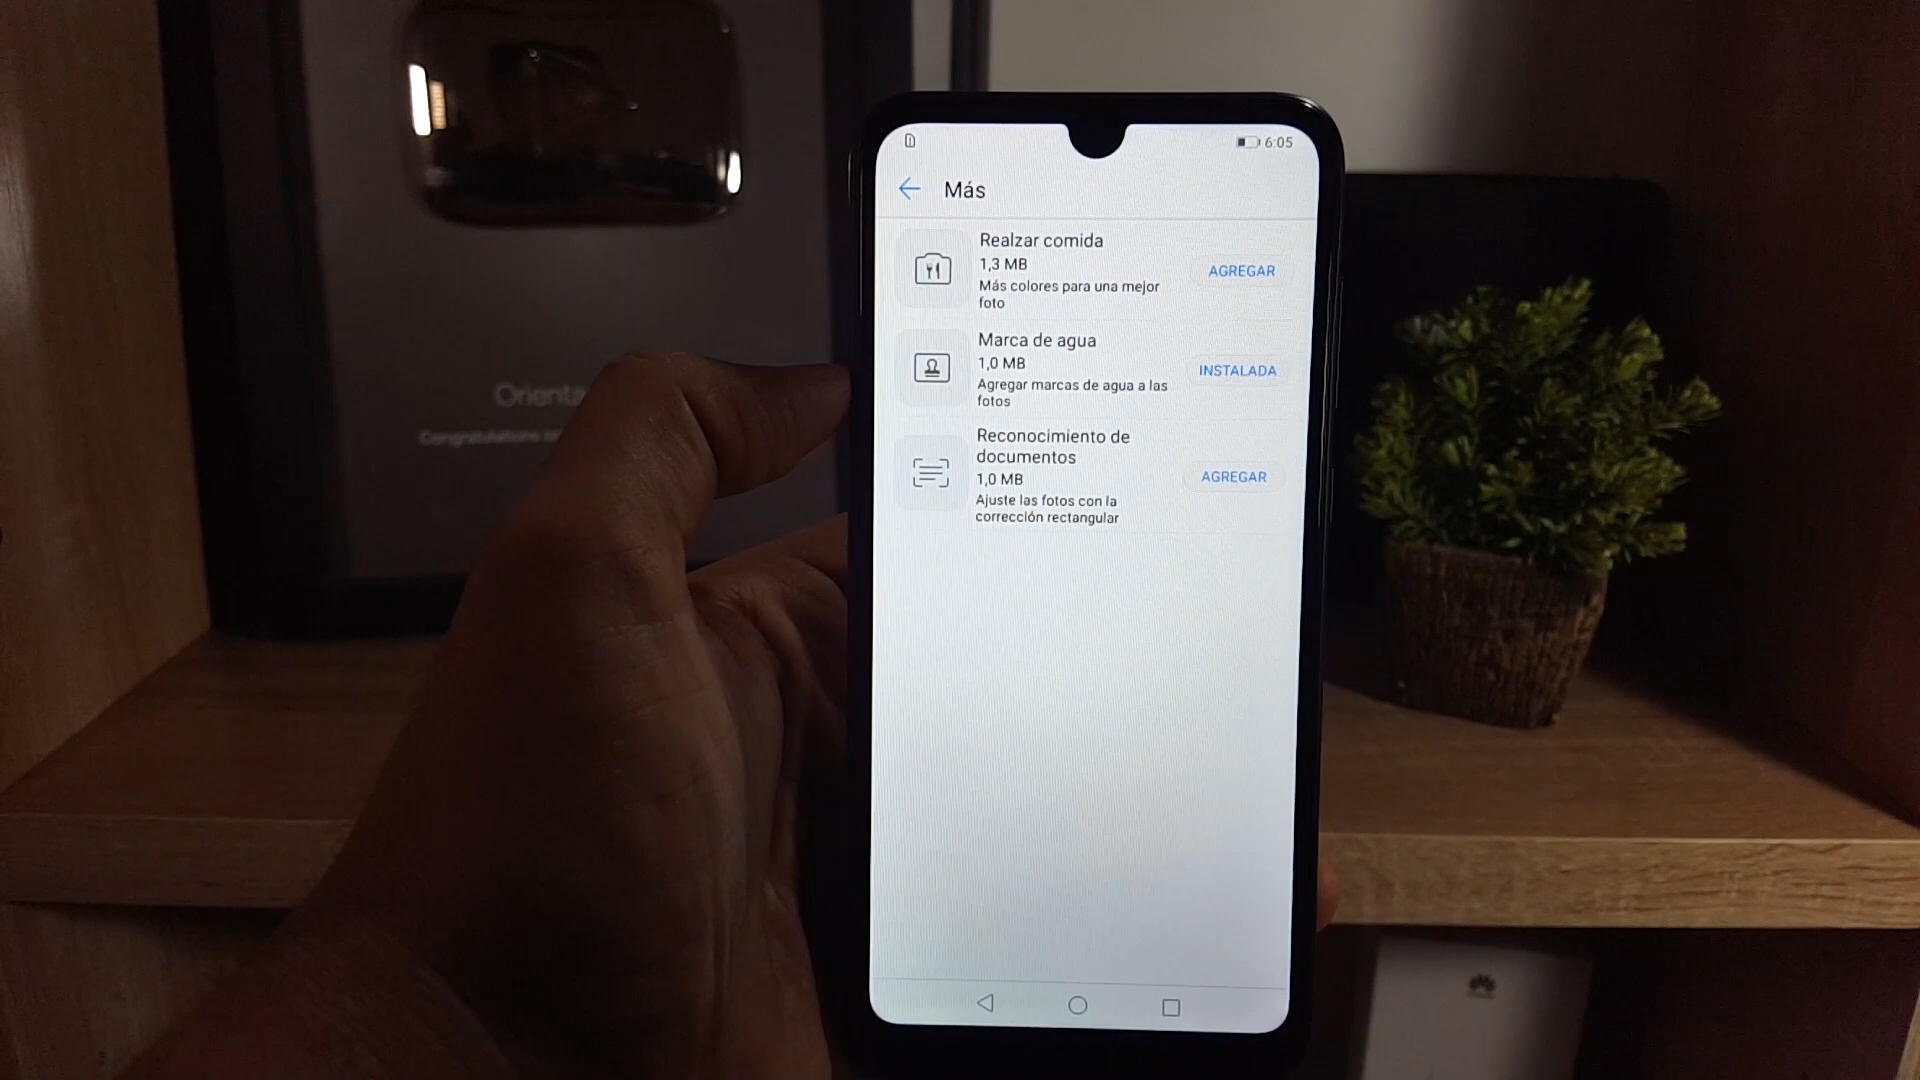 6:05
Más
Realzar comida
1,3 MB
Más colores para una mejor
foto
AGREGAR
Marca de agua
1,0 MB
Agregar marcas de agua a las
fotos
INSTALADA
Reconocimiento de
documentos
1,0 MB
Ajuste las fotos con la
corrección rectangular
AGREGAR
Congratulations